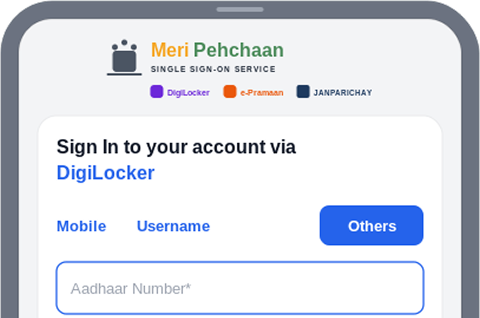 Meri Pehchaan
SINGLE SIGN-ON SERVICE
DigiLocker e-Pramaan JANPARICHAY
Sign In to your account via
DigiLocker
Mobile Username Others
Aadhaar Number*